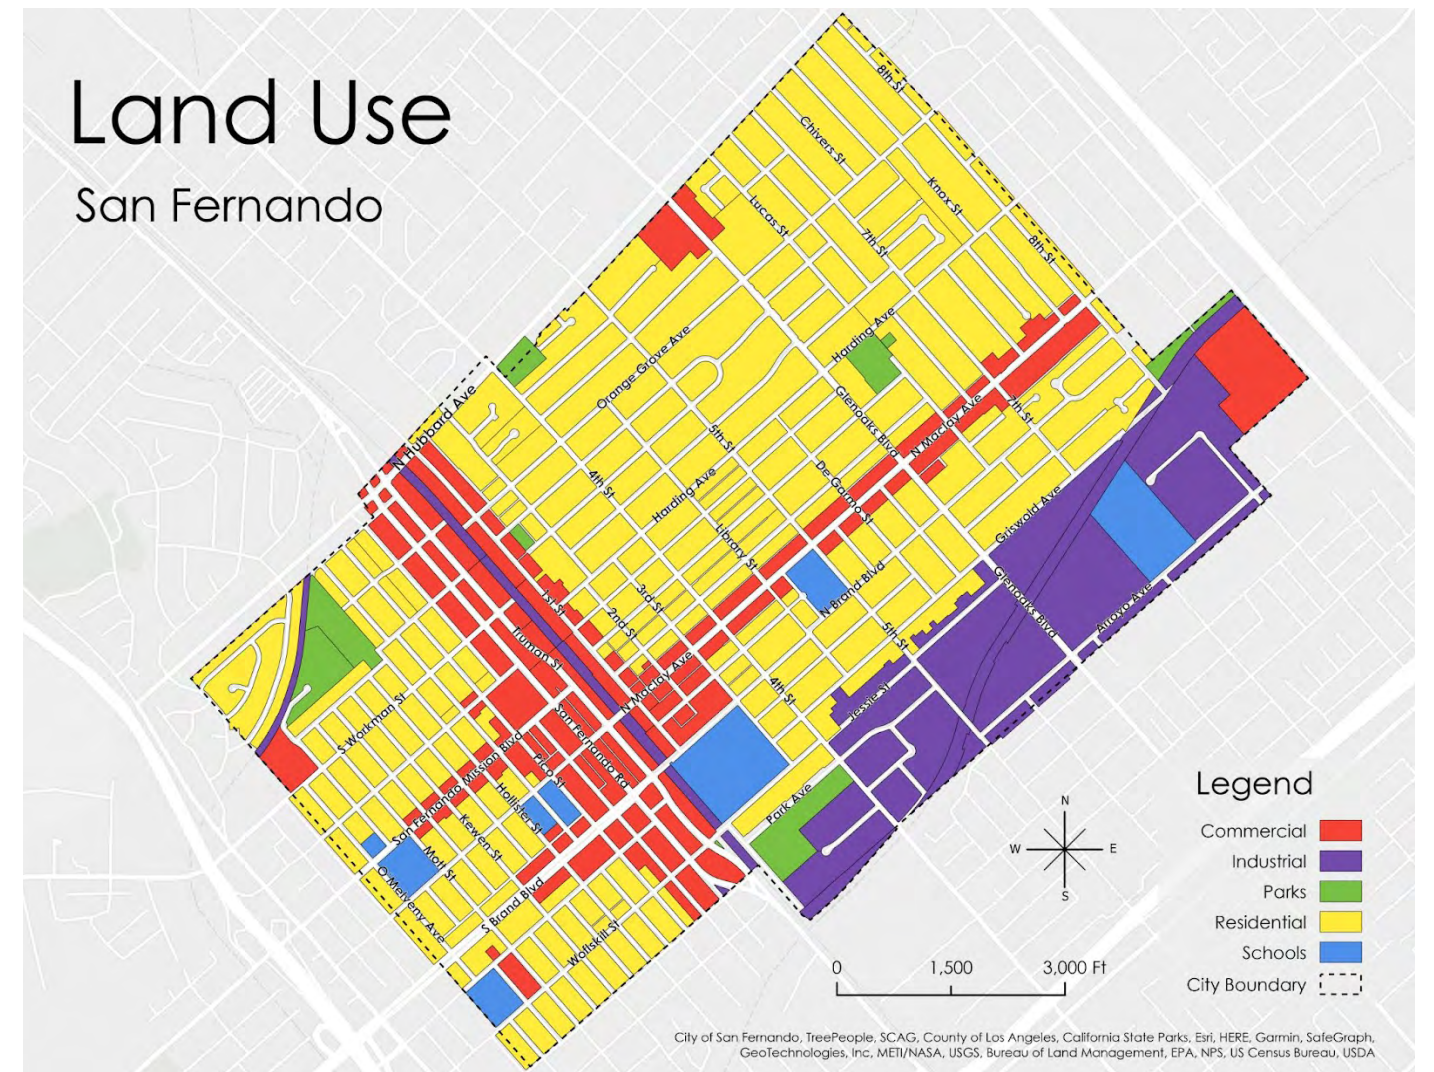 Land Use
San Fernando
8th St
Chivers St
Knox St
Lucas St
7th St
8th St
Harding Ave
Orange Grove Ave
N Hubbard Ave
Glenoaks Blvd
N Maclay Ave
7th St
5th St
4th St
Harding Ave
De Garmo St
Griswold Ave
Library St
N Brand Blvd
Glenoaks Blvd
Arroyo Ave
1st St
3rd St
2nd St
5th St
Truman St
N Maclay Ave
4th St
Jessie St
S Workman St
San Fernando Rd
San Fernando Mission Blvd
Pico St
Hollister St
Park Ave
Kewen St
Mott St
O Melveny Ave
S Brand Blvd
Wolfskill St
N
W
E
S
0
1,500
3,000 Ft
Legend
Commercial
Industrial
Parks
Residential
Schools
City Boundary
City of San Fernando, TreePeople, SCAG, County of Los Angeles, California State Parks, Esri, HERE, Garmin, SafeGraph,
GeoTechnologies, Inc, METI/NASA, USGS, Bureau of Land Management, EPA, NPS, US Census Bureau, USDA